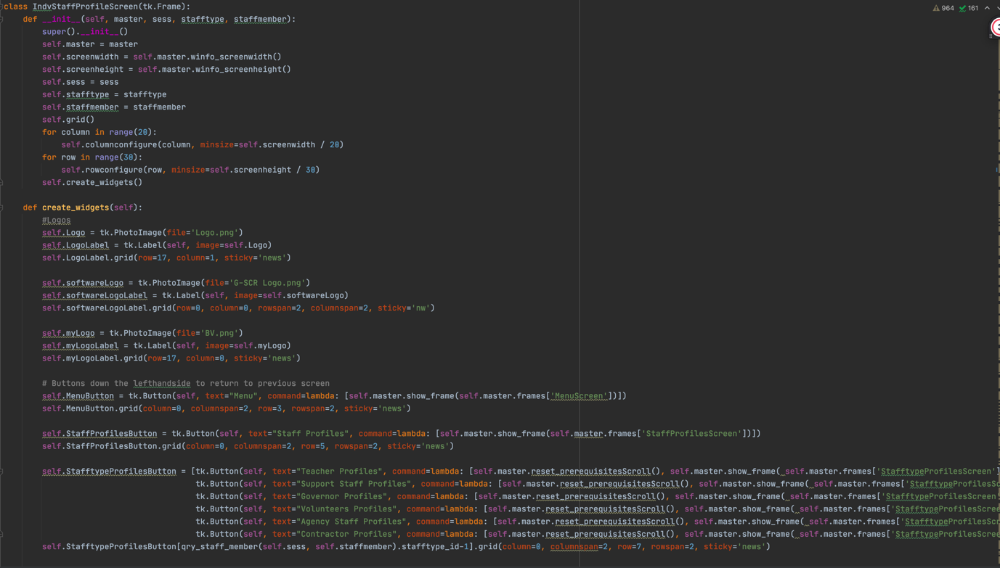 class IndvStaffProfileScreen(tk.Frame):
964 161
def __init__(self, master, sess, stafftype, staffmember):
super().__init__()
self.master = master
self.screenwidth = self.master.winfo_screenwidth()
self.screenheight = self.master.winfo_screenheight()
self.sess = sess
self.stafftype = stafftype
self.staffmember = staffmember
self.grid()
for column in range(20):
self.columnconfigure(column, minsize=self.screenwidth / 20)
for row in range(30):
self.rowconfigure(row, minsize=self.screenheight / 30)
self.create_widgets()
def create_widgets(self):
#Logos
self.Logo = tk.PhotoImage(file='Logo.png')
self.LogoLabel = tk.Label(self, image=self.Logo)
self.LogoLabel.grid(row=17, column=1, sticky='news')
self.softwareLogo = tk.PhotoImage(file='G-SCR Logo.png')
self.softwareLogoLabel = tk.Label(self, image=self.softwareLogo)
self.softwareLogoLabel.grid(row=0, column=0, rowspan=2, columnspan=2, sticky='nw')
self.myLogo = tk.PhotoImage(file='BV.png')
self.myLogoLabel = tk.Label(self, image=self.myLogo)
self.myLogoLabel.grid(row=17, column=0, sticky='news')
# Buttons down the lefthandside to return to previous screen
self.MenuButton = tk.Button(self, text="Menu", command=lambda: [self.master.show_frame(self.master.frames['MenuScreen'])])
self.MenuButton.grid(column=0, columnspan=2, row=3, rowspan=2, sticky='news')
self.StaffProfilesButton = tk.Button(self, text="Staff Profiles", command=lambda: [self.master.show_frame(self.master.frames['StaffProfilesScreen'])])
self.StaffProfilesButton.grid(column=0, columnspan=2, row=5, rowspan=2, sticky='news')
self.StafftypeProfilesButton = [tk.Button(self, text="Teacher Profiles", command=lambda: [self.master.reset_prerequisitesScroll(), self.master.show_frame( self.master.frames['StafftypeProfilesScreen']
tk.Button(self, text="Support Staff Profiles", command=lambda: [self.master.reset_prerequisitesScroll(), self.master.show_frame( self.master.frames['StafftypeProfilesSc
tk.Button(self, text="Governor Profiles", command=lambda: [self.master.reset_prerequisitesScroll(), self.master.show_frame( self.master.frames['StafftypeProfilesScreen'
tk.Button(self, text="Volunteers Profiles", command=lambda: [self.master.reset_prerequisitesScroll(), self.master.show_frame( self.master.frames['StafftypeProfilesScree
tk.Button(self, text="Agency Staff Profiles", command=lambda: [self.master.reset_prerequisitesScroll(), self.master.show_frame( self.master.frames['StafftypeProfilesScr
tk.Button(self, text="Contractor Profiles", command=lambda: [self.master.reset_prerequisitesScroll(), self.master.show_frame( self.master.frames['StafftypeProfilesScree
self.StafftypeProfilesButton[qry_staff_member(self.sess, self.staffmember).stafftype_id-1].grid(column=0, columnspan=2, row=7, rowspan=2, sticky='news')